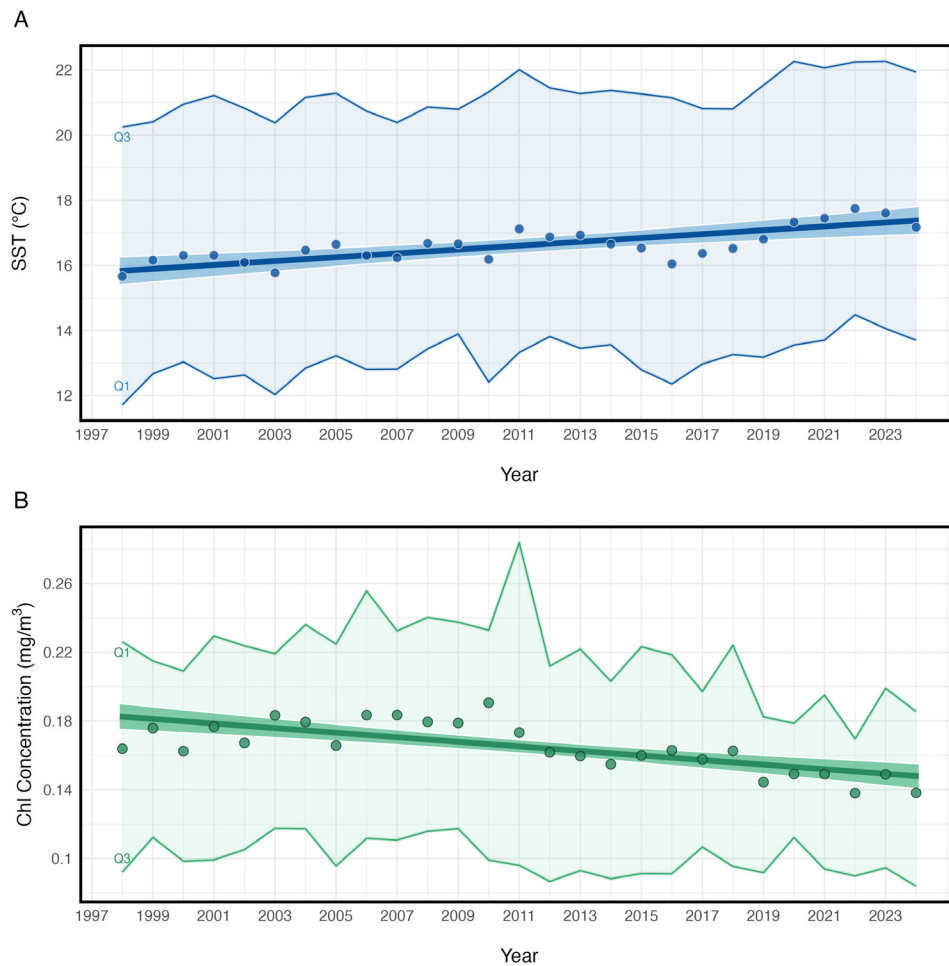 A
22
20
18
16
14
12
Q3
Q1
SST (°C)
1997 1999 2001 2003 2005 2007 2009 2011 2013 2015 2017 2019 2021 2023
Year
B
0.26
0.22
0.18
0.14
0.1
Q1
Q3
Chl Concentration (mg/m³)
1997 1999 2001 2003 2005 2007 2009 2011 2013 2015 2017 2019 2021 2023
Year